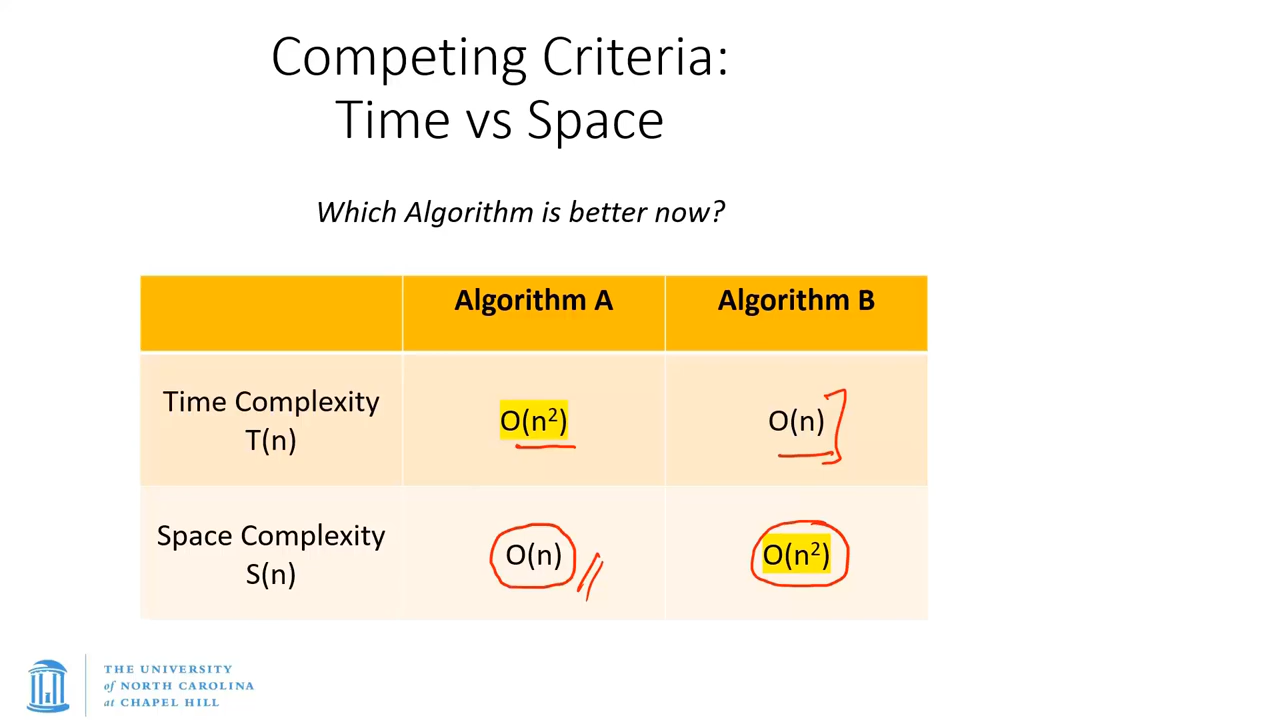 Competing Criteria:
Time vs Space
Which Algorithm is better now?
Algorithm A
Algorithm B
Time Complexity
T(n)
O(n²)
O(n)
Space Complexity
S(n)
O(n)
O(n²)
THE UNIVERSITY
of NORTH CAROLINA
at CHAPEL HILL